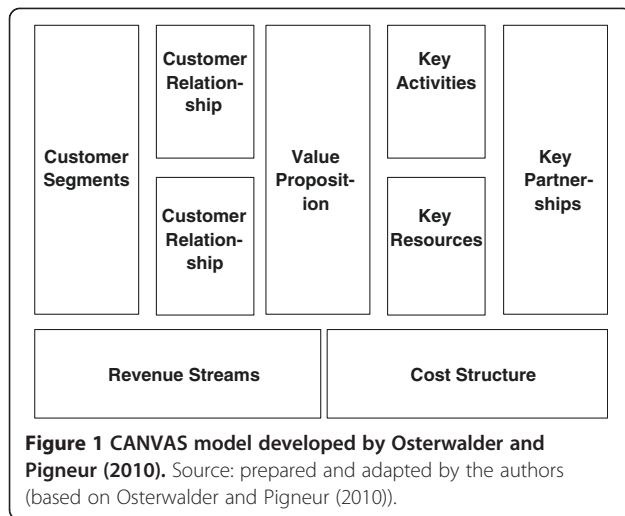 Customer
Segments
Customer
Relation-
ship
Customer
Relation-
ship
Value
Proposit-
ion
Key
Activities
Key
Resources
Key
Partner-
ships
Revenue Streams
Cost Structure
Figure 1 CANVAS model developed by Osterwalder and
Pigneur (2010). Source: prepared and adapted by the authors
(based on Osterwalder and Pigneur (2010)).